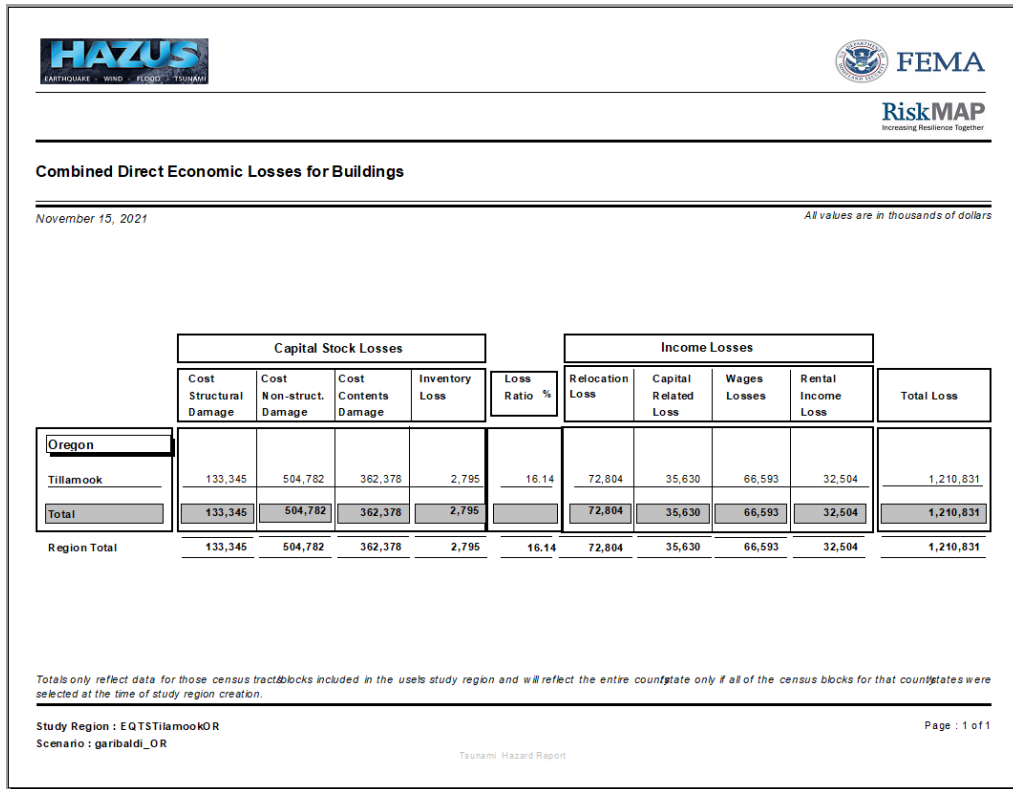 HAZUS
EARTHQUAKE - WIND - FLOOD - TSUNAMI
FEMA
RiskMAP
Increasing Resilience Together
Combined Direct Economic Losses for Buildings
November 15, 2021
All values are in thousands of dollars
Capital Stock Losses Income Losses
Cost Structural Damage Cost Non-struct. Damage Cost Contents Damage Inventory Loss Loss Ratio % Relocation Loss Capital Related Loss Wages Losses Rental Income Loss Total Loss
Oregon
Tillamook 133,345 504,782 362,378 2,795 16.14 72,804 35,630 66,593 32,504 1,210,831
Total 133,345 504,782 362,378 2,795 72,804 35,630 66,593 32,504 1,210,831
Region Total 133,345 504,782 362,378 2,795 16.14 72,804 35,630 66,593 32,504 1,210,831
Totals only reflect data for those census tracts/blocks included in the user's study region and will reflect the entire county/state only if all of the census blocks for that county/states were
selected at the time of study region creation.
Study Region : EQTSTilamookOR
Page : 1 of 1
Scenario : garibaldi_OR
Tsunami Hazard Report